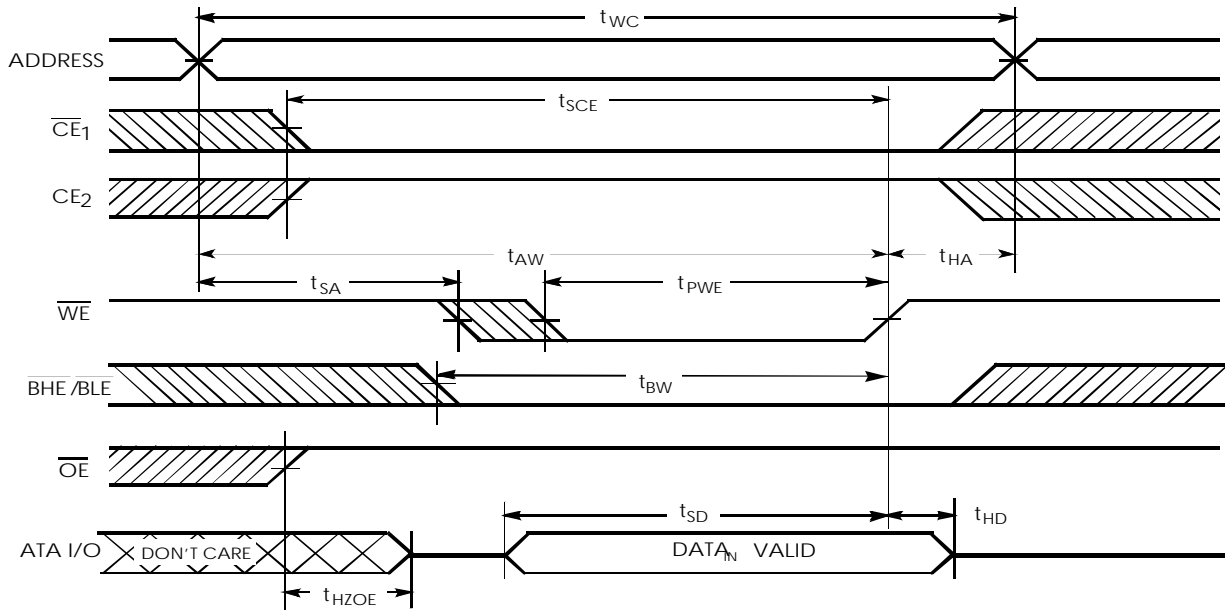 tWC
ADDRESS
tSCE
CE1
CE2
tAW
tHA
tSA
tPWE
WE
BHE/BLE
tBW
OE
tSD
tHD
ATA I/O
DON'T CARE
DATAIN VALID
tHZOE